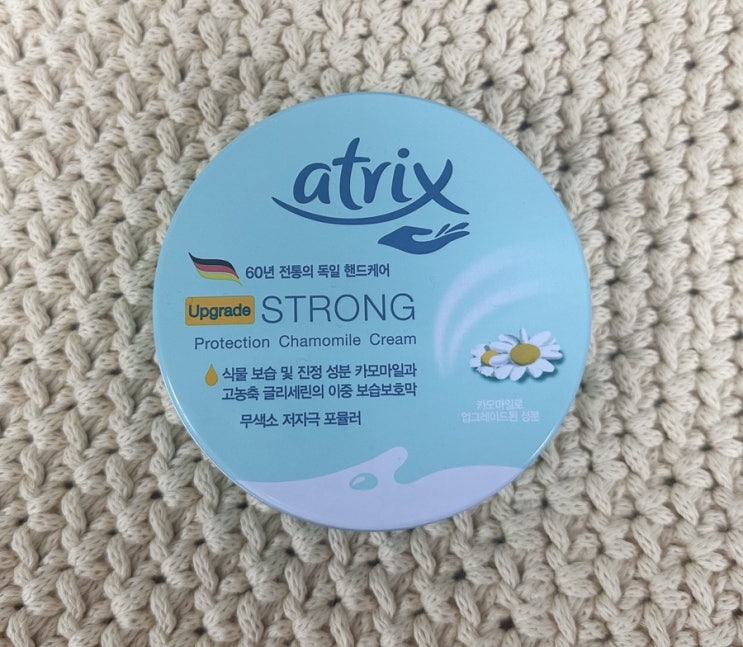 atrix
60년 전통의 독일 핸드케어
Upgrade STRONG
Protection Chamomile Cream
식물 보습 및 진정 성분 카모마일과
고농축 글리세린의 이중 보습보호막
무색소 저자극 포뮬러
카모마일로
업그레이드된 성분